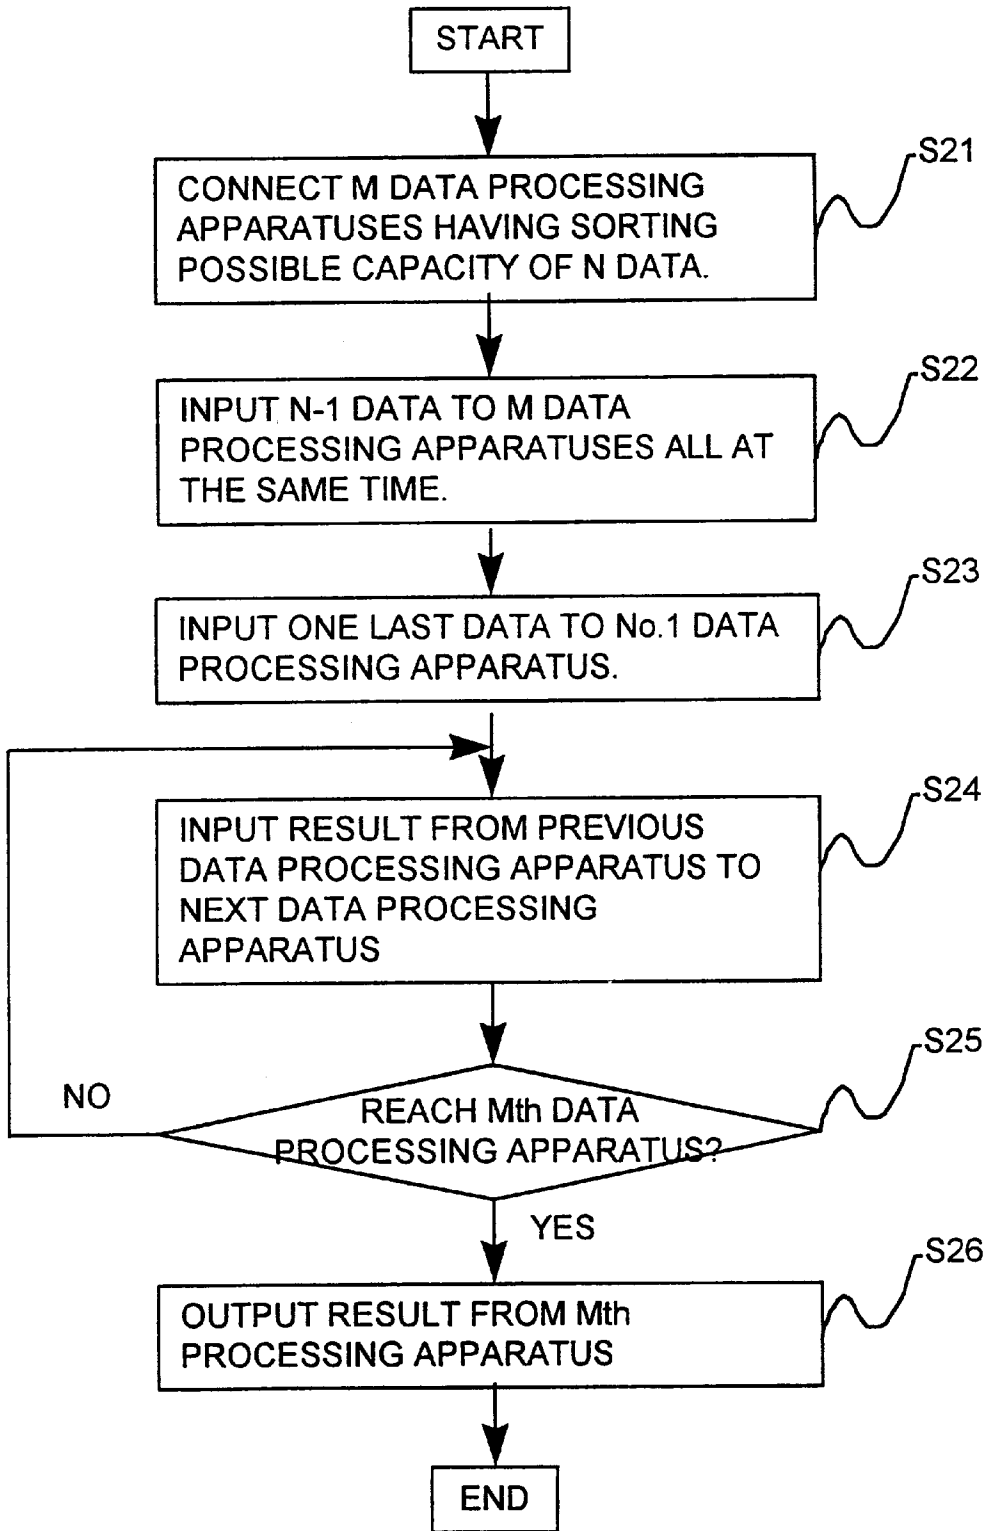 START
S21
CONNECT M DATA PROCESSING
APPARATUSES HAVING SORTING
POSSIBLE CAPACITY OF N DATA.
S22
INPUT N-1 DATA TO M DATA
PROCESSING APPARATUSES ALL AT
THE SAME TIME.
S23
INPUT ONE LAST DATA TO No.1 DATA
PROCESSING APPARATUS.
S24
INPUT RESULT FROM PREVIOUS
DATA PROCESSING APPARATUS TO
NEXT DATA PROCESSING
APPARATUS
S25
NO
REACH Mth DATA
PROCESSING APPARATUS?
YES
S26
OUTPUT RESULT FROM Mth
PROCESSING APPARATUS
END